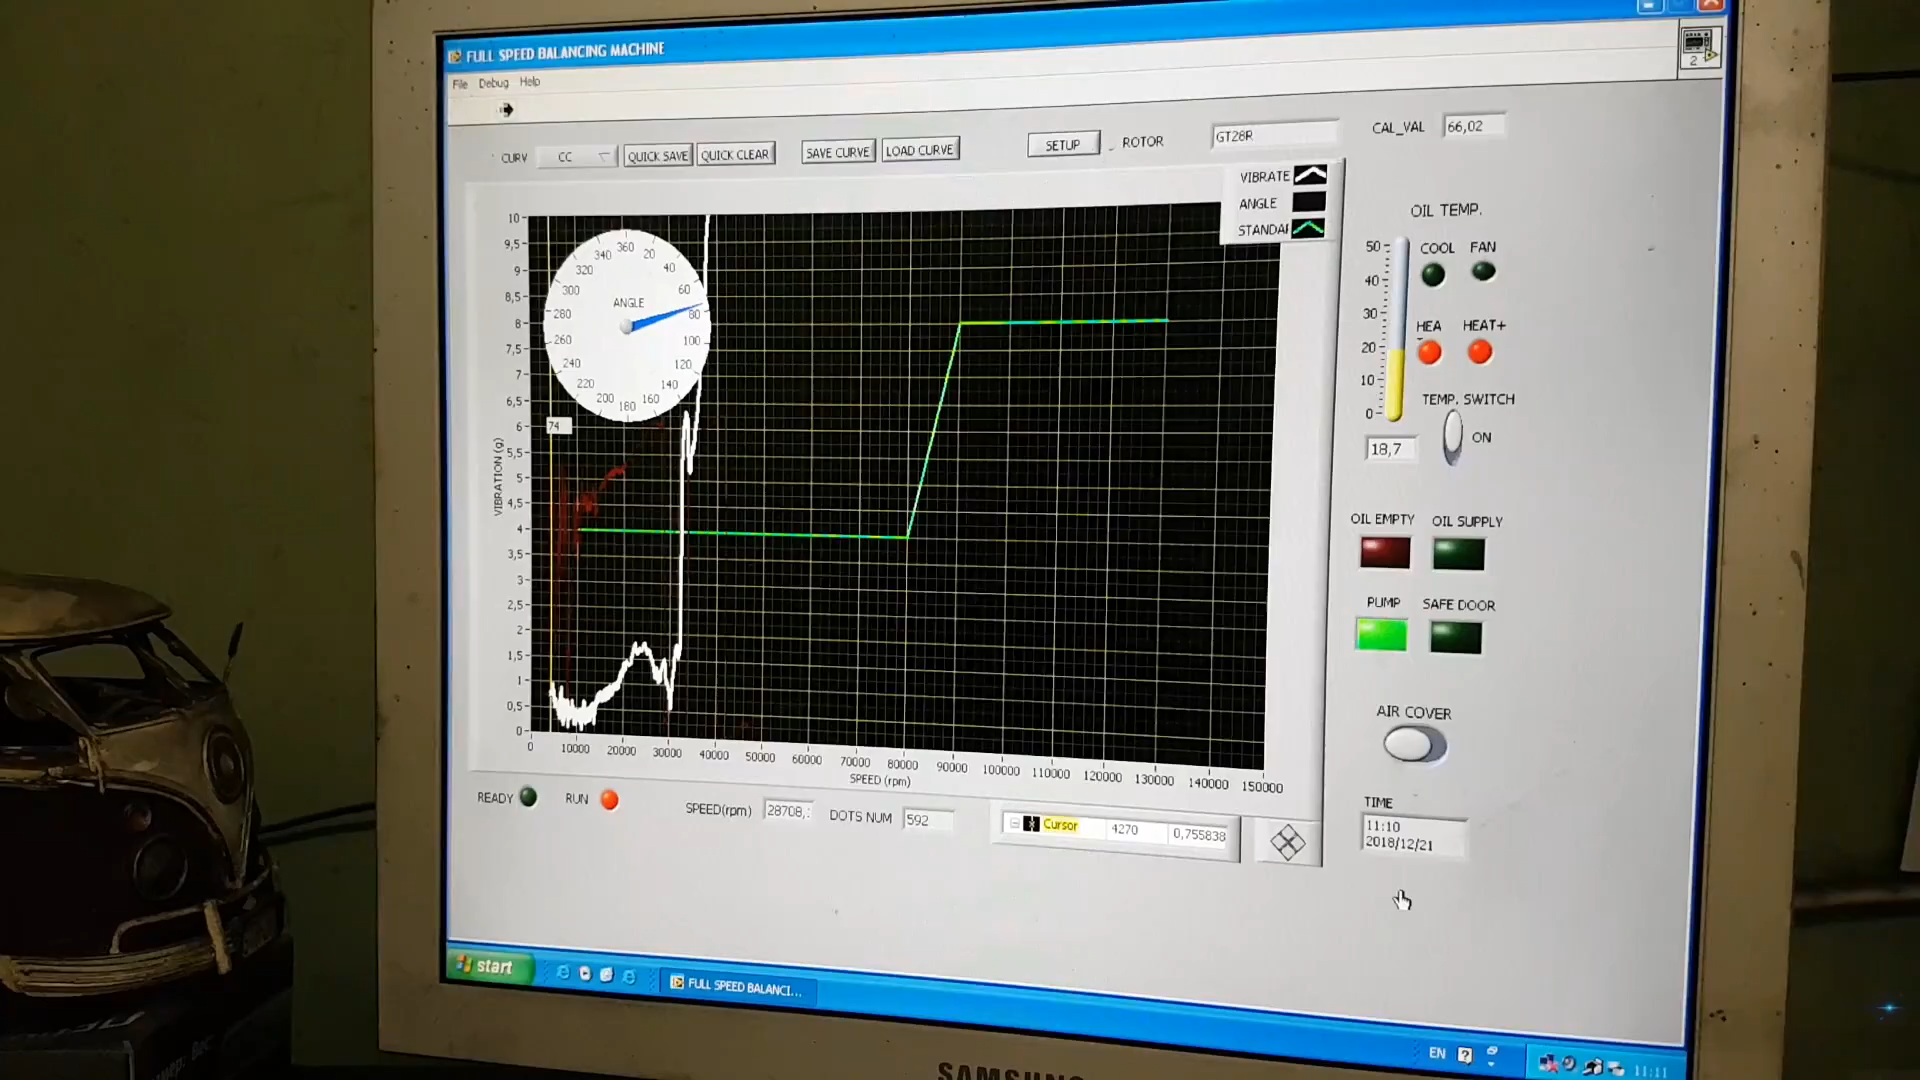 FULL SPEED BALANCING MACHINE
File Debug Help
2
CURV CC QUICK SAVE QUICK CLEAR SAVE CURVE LOAD CURVE SETUP ROTOR GT28R CAL_VAL 66,02
VIBRATE
ANGLE
STANDAR
10
9,5
9
8,5
8
7,5
7
6,5
6
5,5
5
4,5
4
3,5
3
2,5
2
1,5
1
0,5
0
VIBRATION (g)
360 20 40 60 80 100 120 140 160 180 200 220 240 260 280 300 320 340
ANGLE
74
0 10000 20000 30000 40000 50000 60000 70000 80000 90000 100000 110000 120000 130000 140000 150000
SPEED (rpm)
OIL TEMP.
50
40
30
20
10
0
COOL FAN
HEA HEAT+
TEMP. SWITCH
ON
18,7
OIL EMPTY OIL SUPPLY
PUMP SAFE DOOR
AIR COVER
READY RUN SPEED(rpm) 28708,: DOTS NUM 592 Cursor 4270 0,755838
TIME
11:10
2018/12/21
start FULL SPEED BALANCI...
EN ? 11:11
SAMSUNG